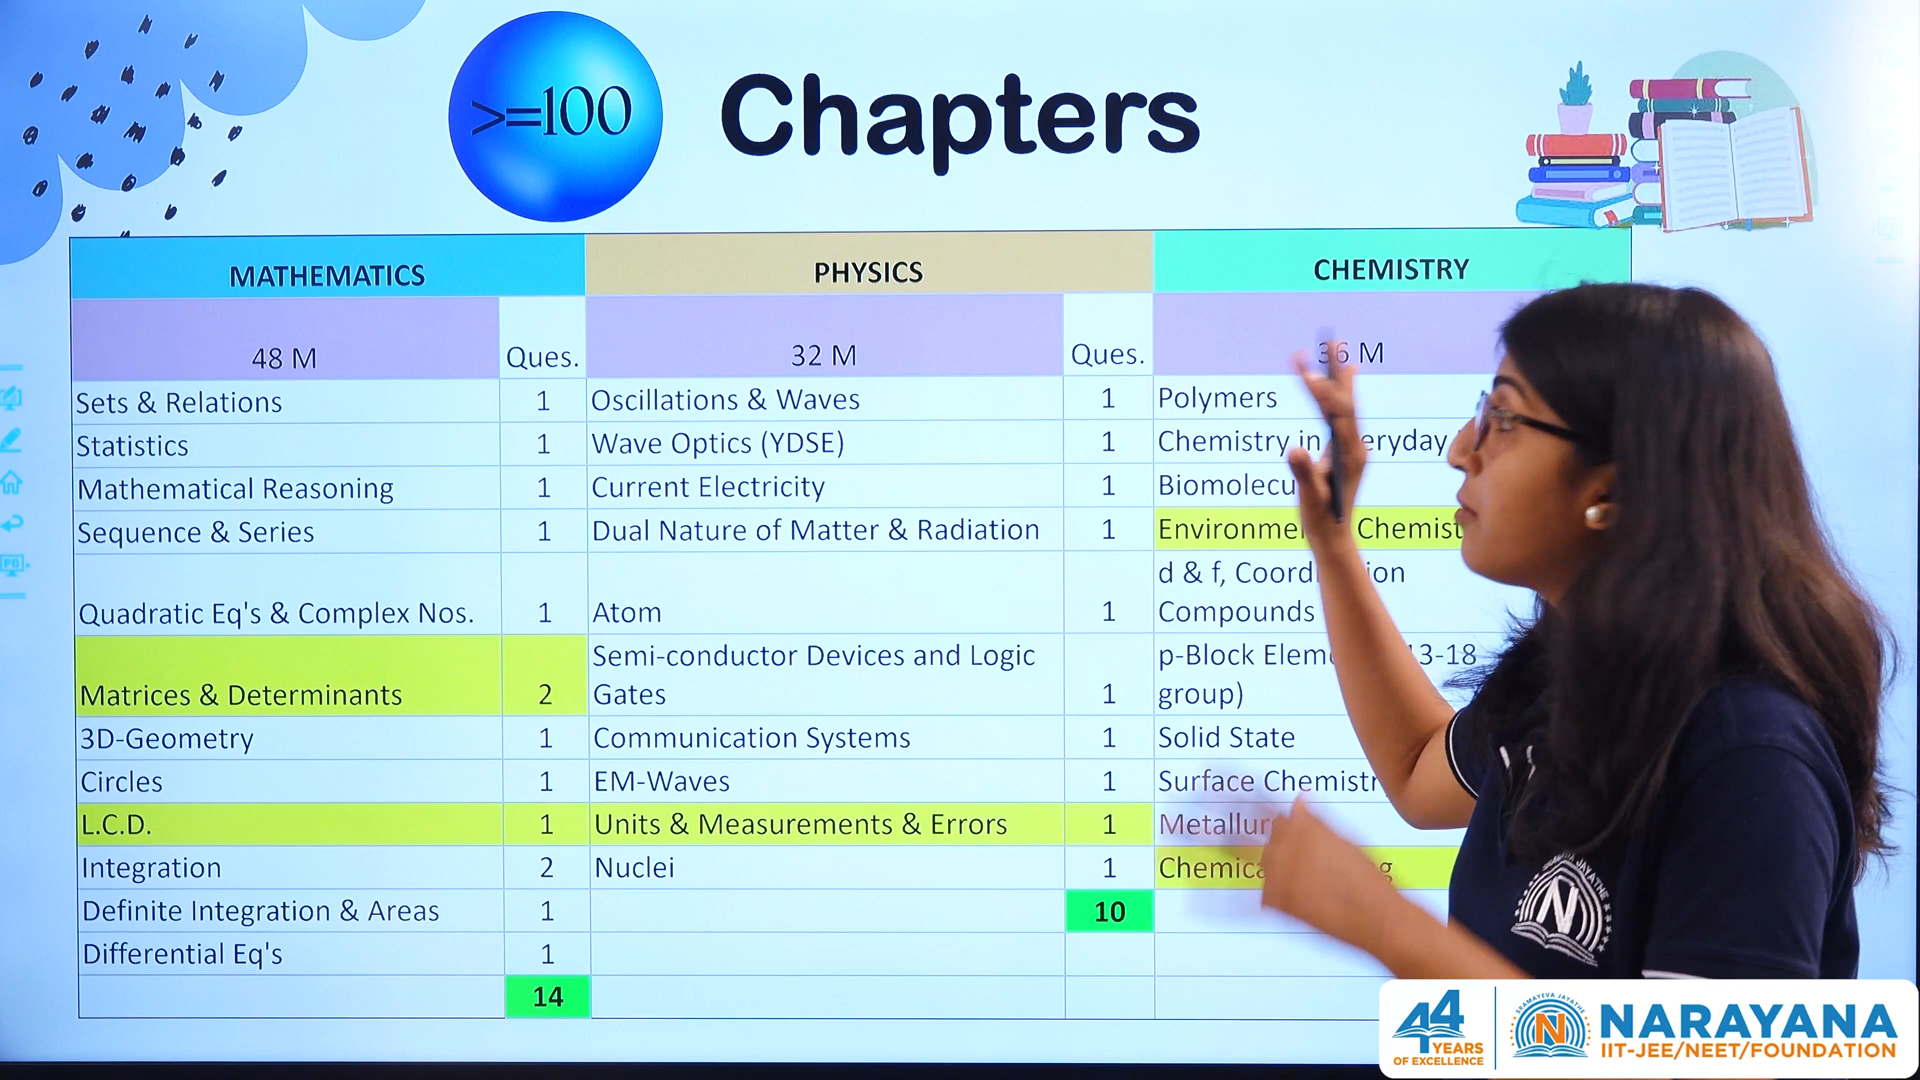 >=100
Chapters
MATHEMATICS PHYSICS CHEMISTRY
48 M Ques. 32 M Ques. 36 M
Sets & Relations 1 Oscillations & Waves 1 Polymers
Statistics 1 Wave Optics (YDSE) 1 Chemistry in
Mathematical Reasoning 1 Current Electricity 1
Sequence & Series 1 Dual Nature of Matter & Radiation 1
d & f,
Quadratic Eq's & Complex Nos. 1 Atom 1 Compounds
Semi-conductor Devices and Logic p-Block 13-18
Matrices & Determinants 2 Gates 1 group)
3D-Geometry 1 Communication Systems 1 Solid State
Circles 1 EM-Waves 1 Surface
L.C.D. 1 Units & Measurements & Errors 1
Integration 2 Nuclei 1
Definite Integration & Areas 1 10
Differential Eq's 1
14
N
44 YEARS
OF EXCELLENCE
SRAMAYEVA JAYATHE
N
NARAYANA
IIT-JEE/NEET/FOUNDATION